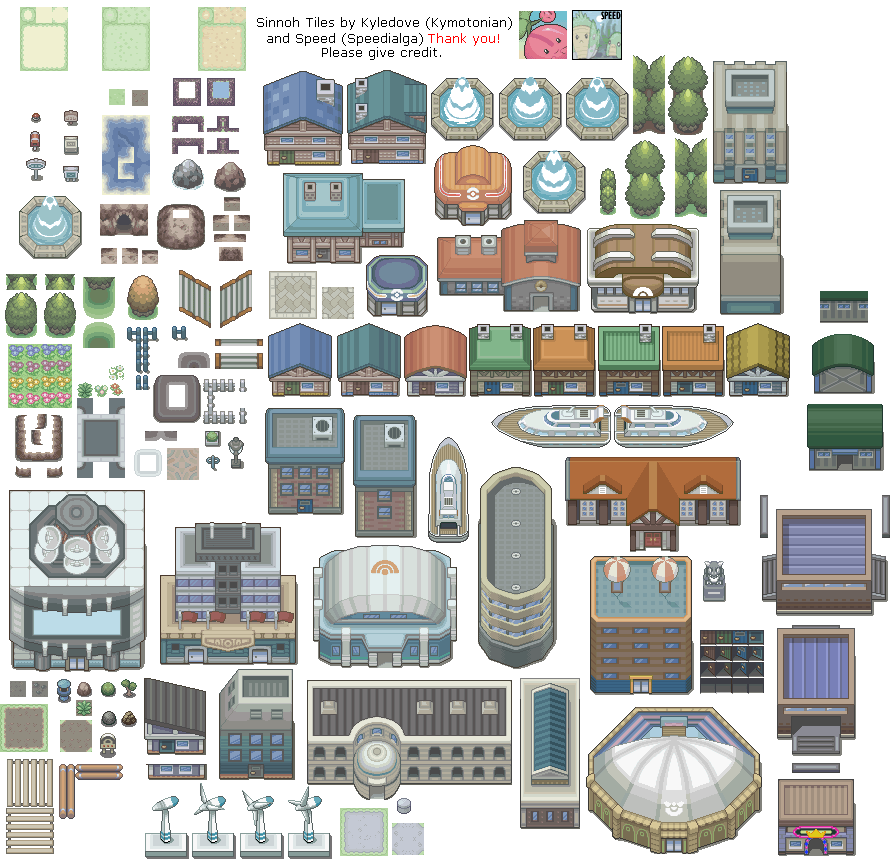 Sinnoh Tiles by Kyledove (Kymotonian)
and Speed (Speedialga) Thank you!
Please give credit.
SPEED